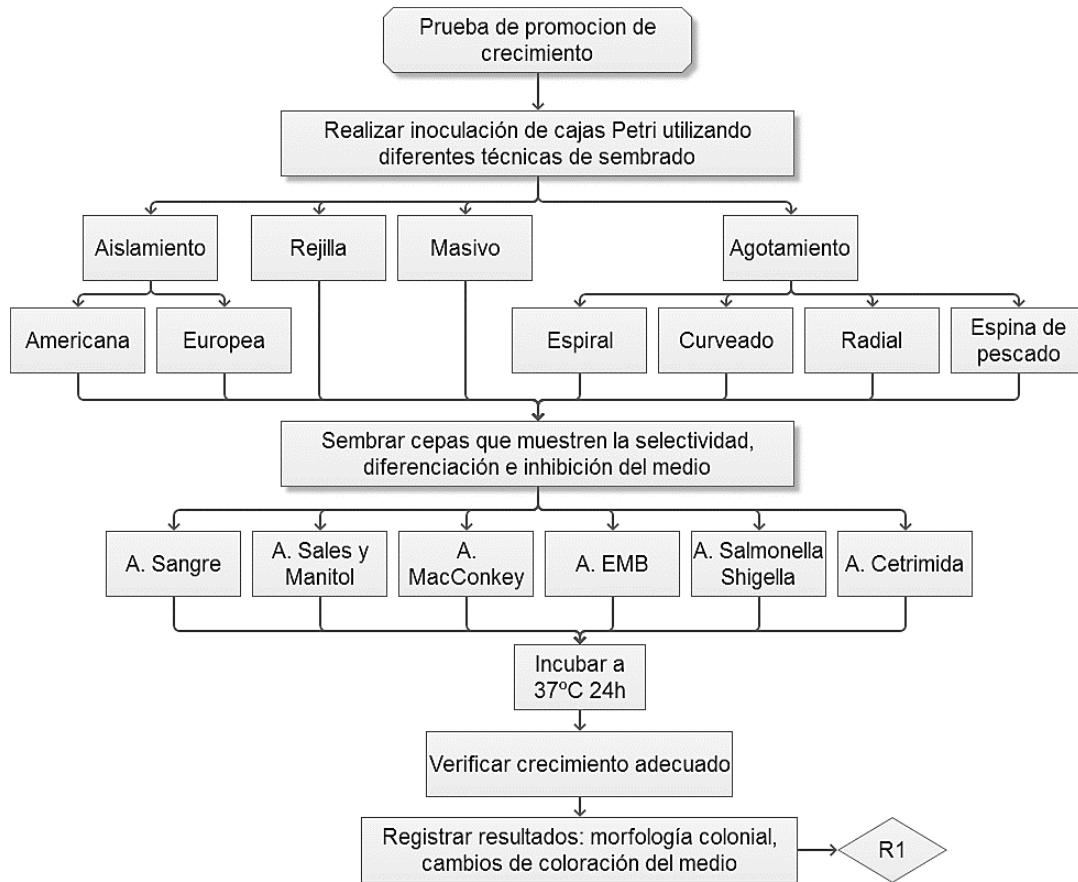 Prueba de promocion de
crecimiento
Realizar inoculación de cajas Petri utilizando
diferentes técnicas de sembrado
Aislamiento
Rejilla
Masivo
Agotamiento
Americana
Europea
Espiral
Curveado
Radial
Espina de
pescado
Sembrar cepas que muestren la selectividad,
diferenciación e inhibición del medio
A. Sangre
A. Sales y
Manitol
A.
MacConkey
A. EMB
A. Salmonella
Shigella
A. Cetrimida
Incubar a
37ºC 24h
Verificar crecimiento adecuado
Registrar resultados: morfología colonial,
cambios de coloración del medio
R1